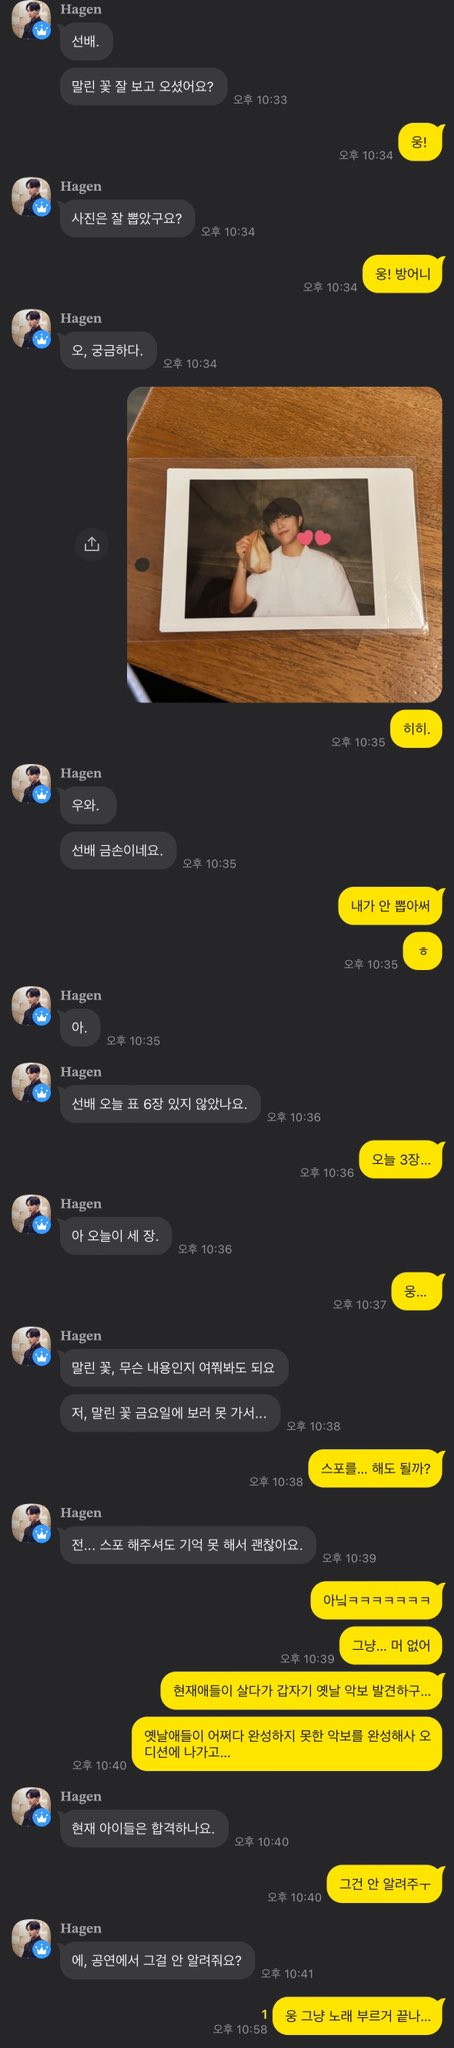 Hagen
선배.
말린 꽃 잘 보고 오셨어요?
오후 10:33
웅!
오후 10:34
Hagen
사진은 잘 뽑았구요?
오후 10:34
웅! 방어니
오후 10:34
Hagen
오, 궁금하다.
오후 10:34
히히.
오후 10:35
Hagen
우와.
선배 금손이네요.
오후 10:35
내가 안 뽑아써
ㅎ
오후 10:35
Hagen
아.
오후 10:35
Hagen
선배 오늘 표 6장 있지 않았나요.
오후 10:36
오늘 3장...
오후 10:36
Hagen
아 오늘이 세 장.
오후 10:36
웅...
오후 10:37
Hagen
말린 꽃, 무슨 내용인지 여쭤봐도 되요
저, 말린 꽃 금요일에 보러 못 가서...
오후 10:38
스포를... 해도 될까?
오후 10:38
Hagen
전... 스포 해주셔도 기억 못 해서 괜찮아요.
오후 10:39
아닠ㅋㅋㅋㅋㅋㅋㅋ
그냥... 머 없어
오후 10:39
현재애들이 살다가 갑자기 옛날 악보 발견하구...
옛날애들이 어쩌다 완성하지 못한 악보를 완성해사 오
디션에 나가고...
오후 10:40
Hagen
현재 아이들은 합격하나요.
오후 10:40
그건 안 알려주ㅜ
오후 10:40
Hagen
에, 공연에서 그걸 안 알려줘요?
오후 10:41
웅 그냥 노래 부르거 끝나...
1
오후 10:58